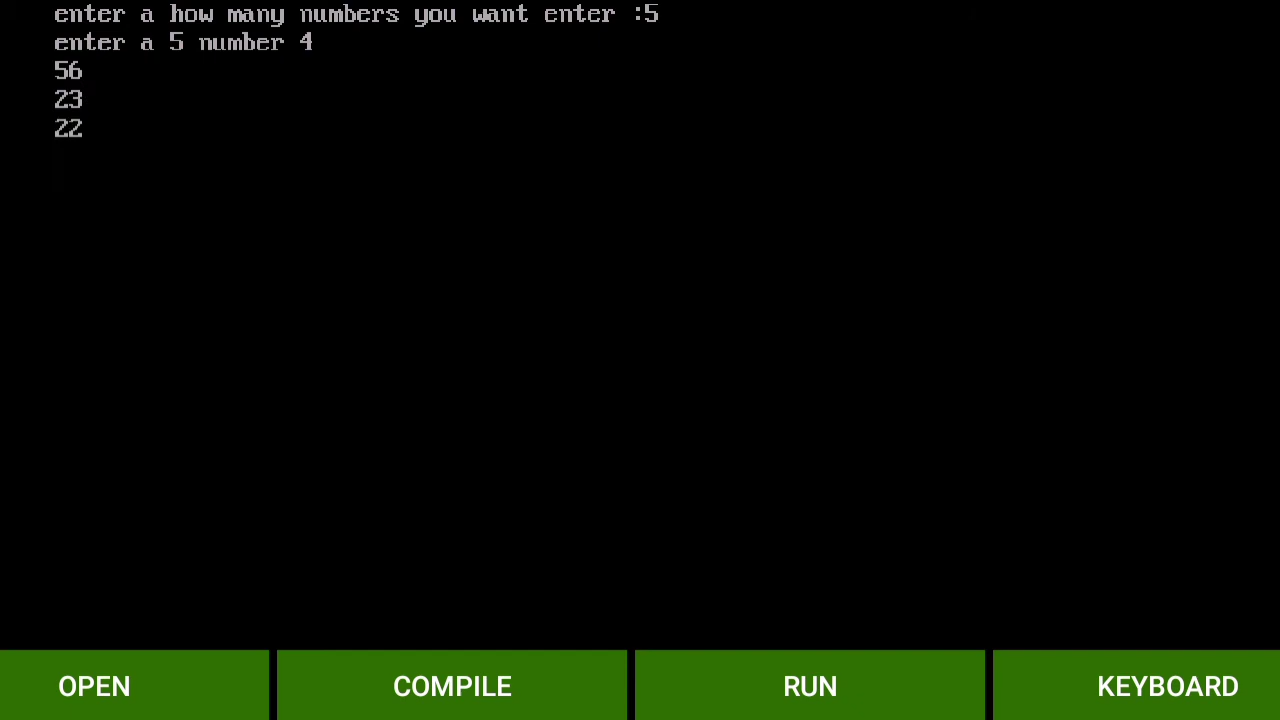 enter a how many numbers you want enter :5
enter a 5 number 4
56
23
22
OPEN
COMPILE
RUN
KEYBOARD